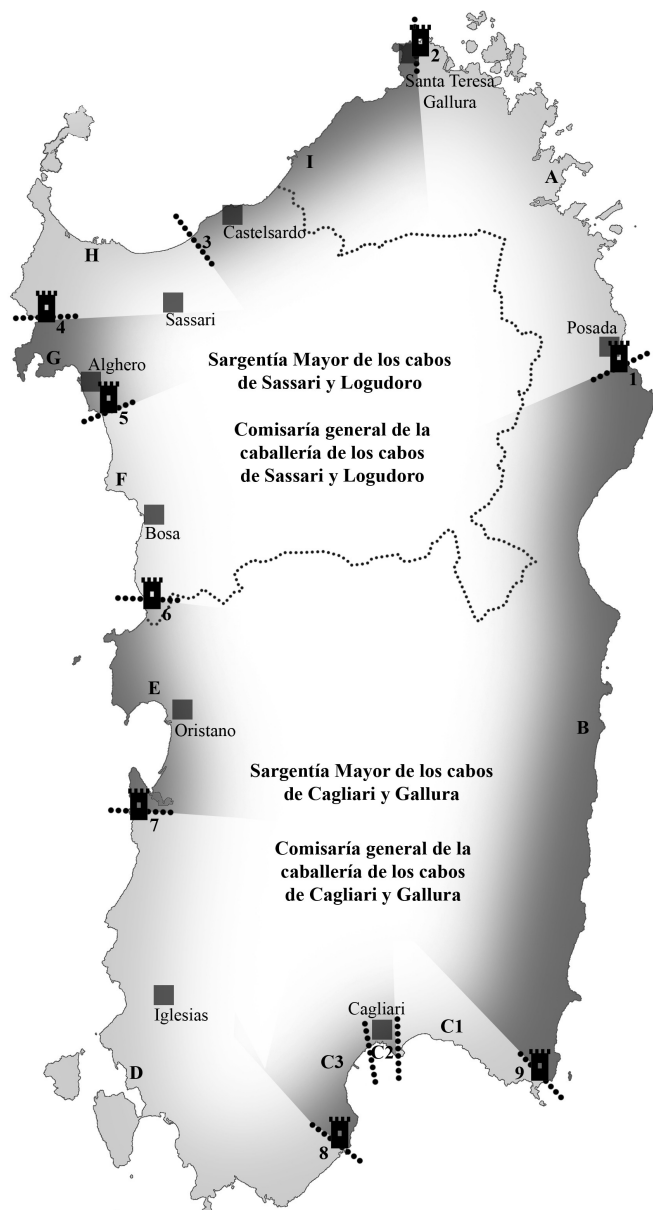 2
Santa Teresa
Gallura
I
A
Castelsardo
3
H
4
Sassari
Posada
1
G
Alghero
Sargentía Mayor de los cabos
de Sassari y Logudoro
5
Comisaría general de la
caballería de los cabos
de Sassari y Logudoro
F
Bosa
6
E
Oristano
B
Sargentía Mayor de los cabos
de Cagliari y Gallura
7
Comisaría general de la
caballería de los cabos
de Cagliari y Gallura
Iglesias
Cagliari
C1
C2
C3
D
9
8